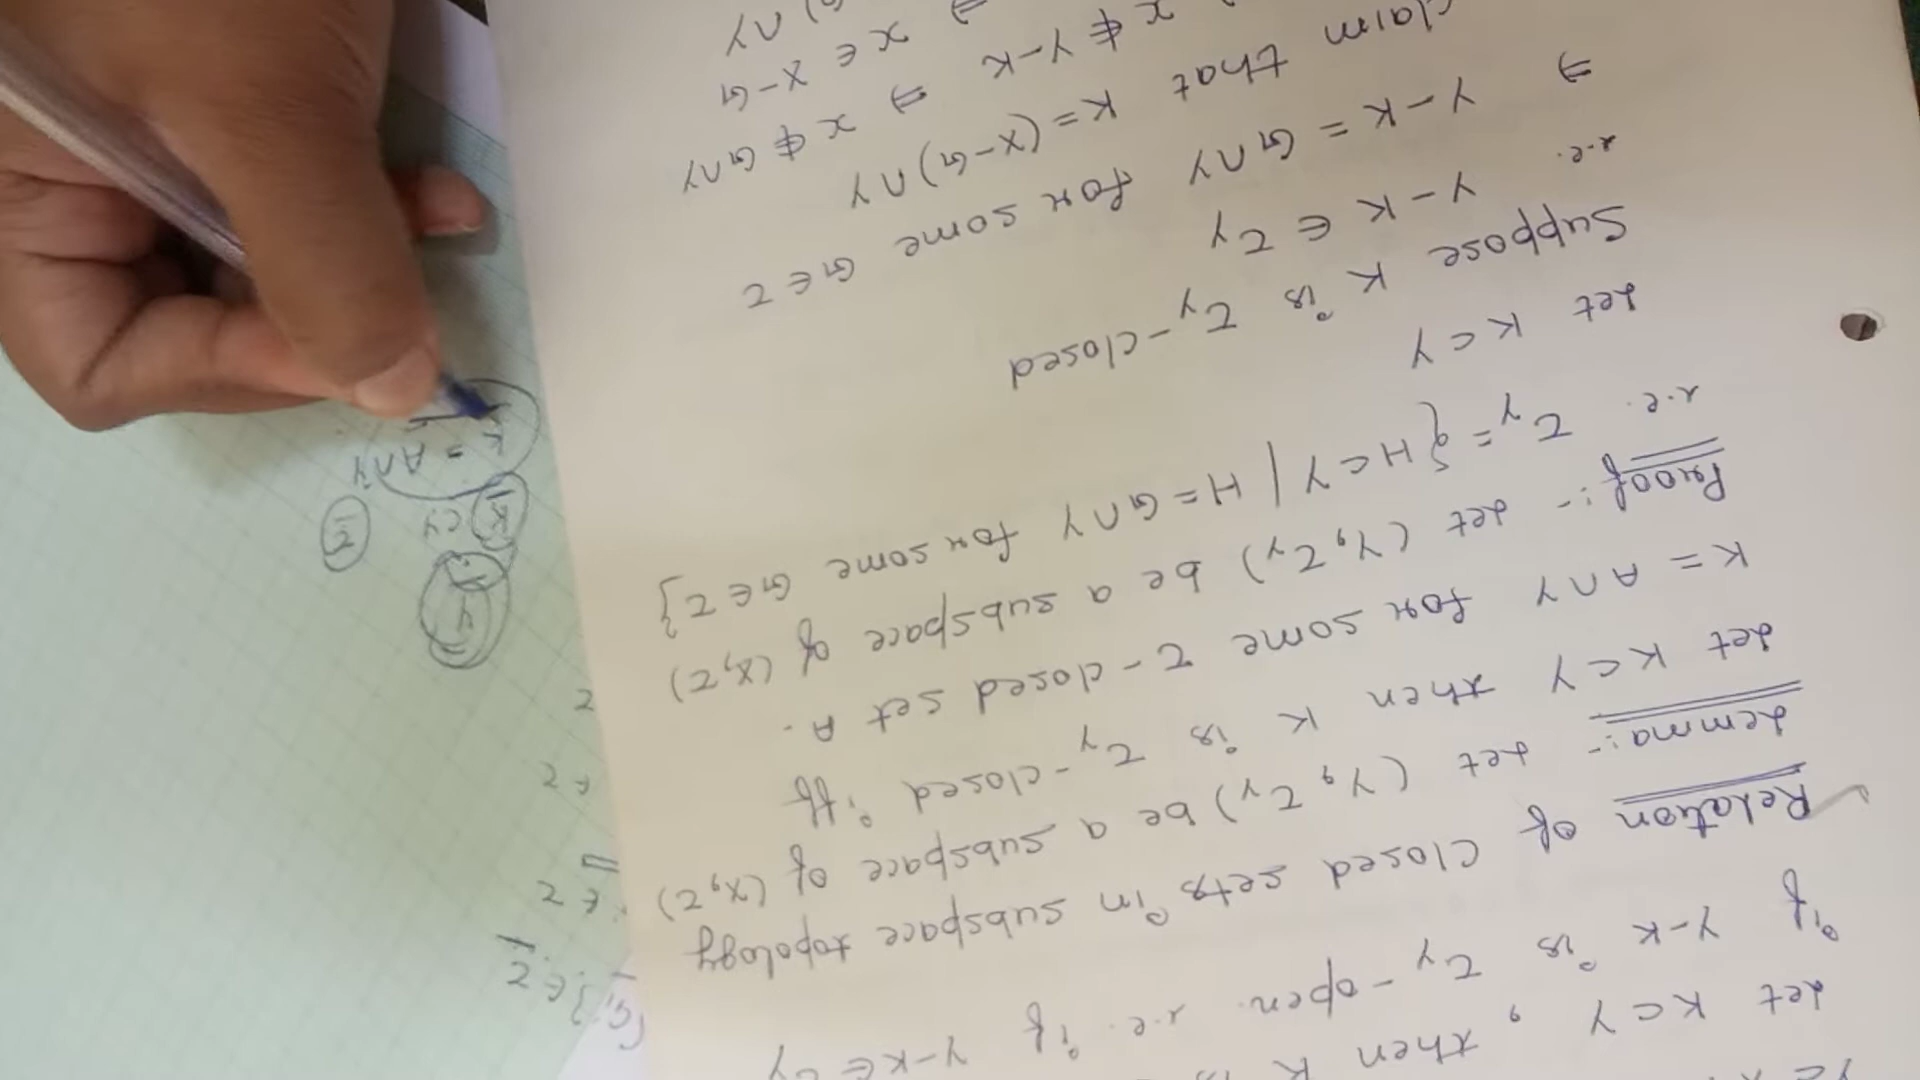 Let K⊂Y, then K is
if Y-K is τ_Y-open i.e. if Y-K∈τ_Y
Relation of closed sets in subspace topology
Lemma:- Let (Y, τ_Y) be a subspace of (X, τ)
Let K⊂Y then K is τ_Y-closed iff
K = A∩Y for some τ-closed set A.
Proof:- Let (Y, τ_Y) be a subspace of (X, τ)
i.e. τ_Y = {H⊂Y | H = G∩Y for some G∈τ}
Let K⊂Y
Suppose K is τ_Y-closed
Y-K ∈ τ_Y
i.e. Y-K = G∩Y for some G∈τ
⇒ claim that K = (X-G)∩Y
x ∉ Y-K ⇒ x ∉ G∩Y
⇒ x ∈ X-G
∈ τ
∈ τ
∈ τ
τ
Y
K ⊂ Y
τ
K = A∩Y